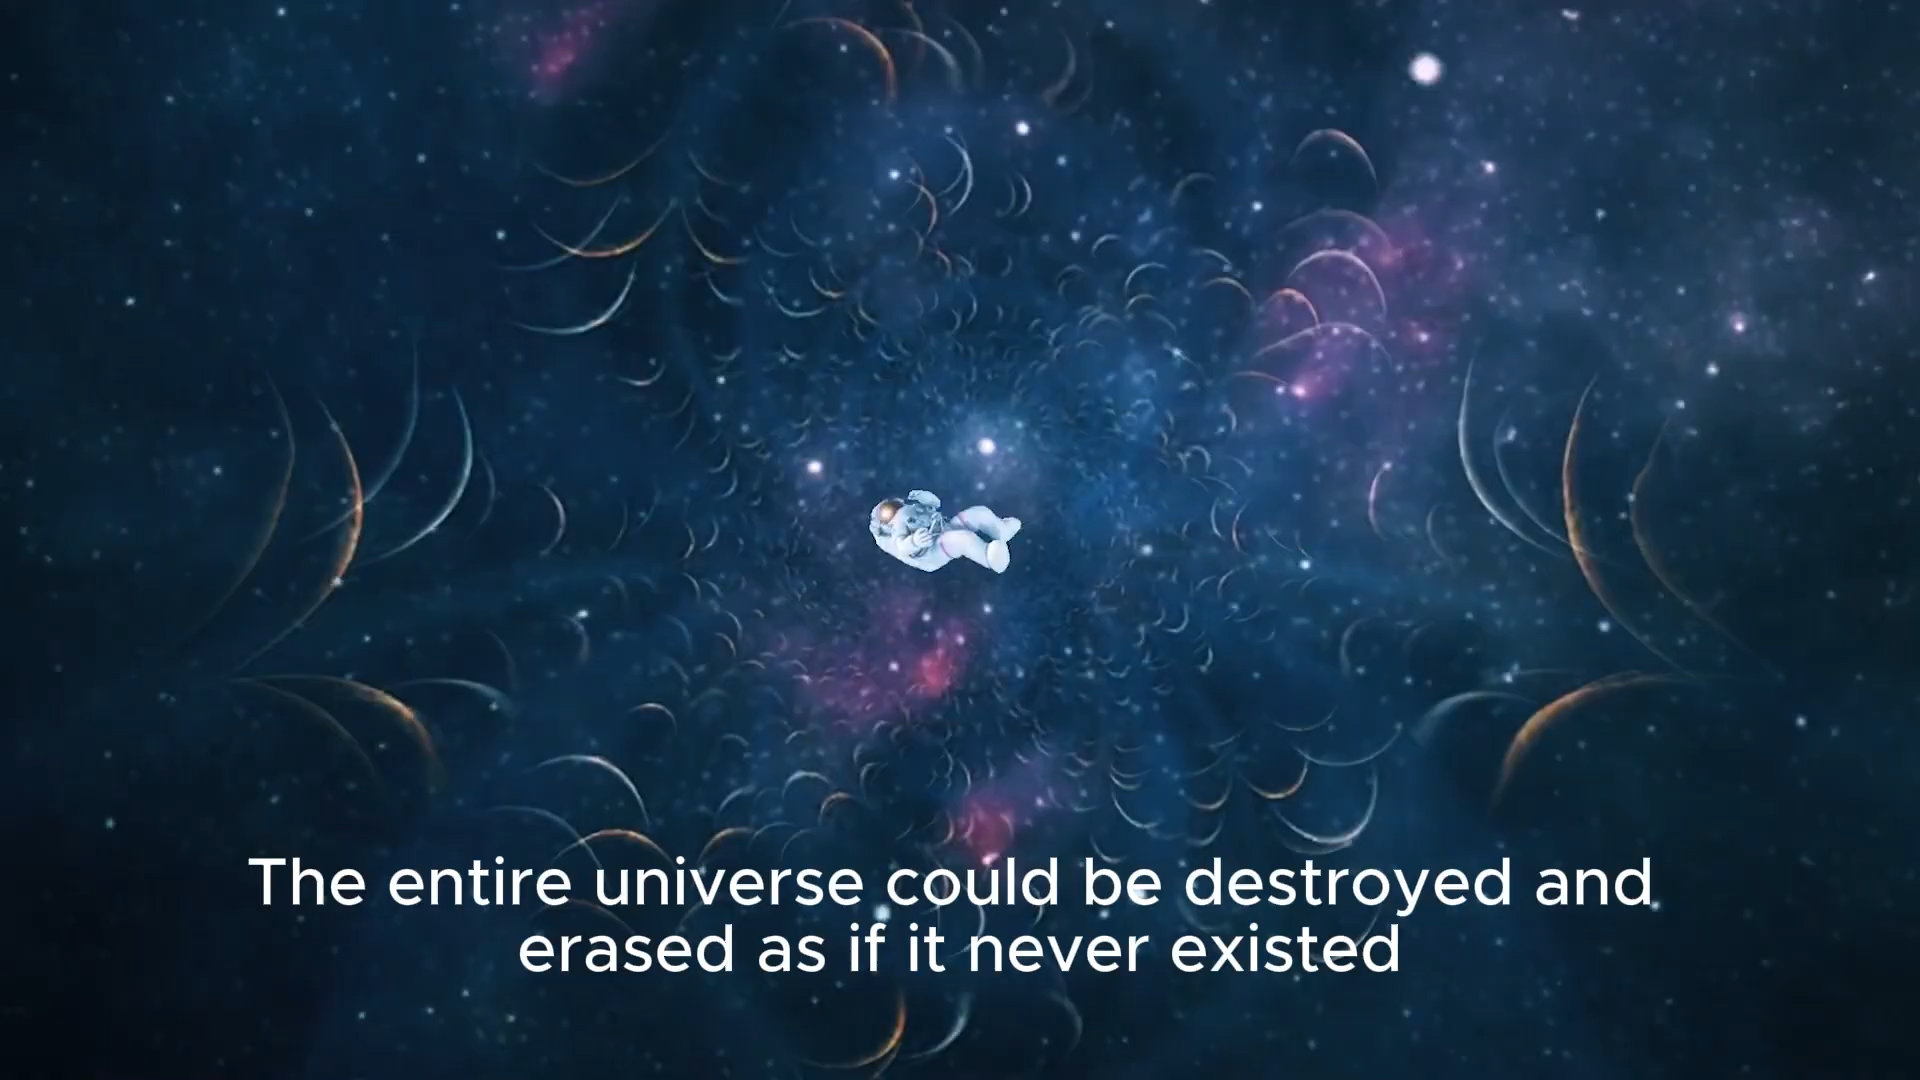 The entire universe could be destroyed and
erased as if it never existed